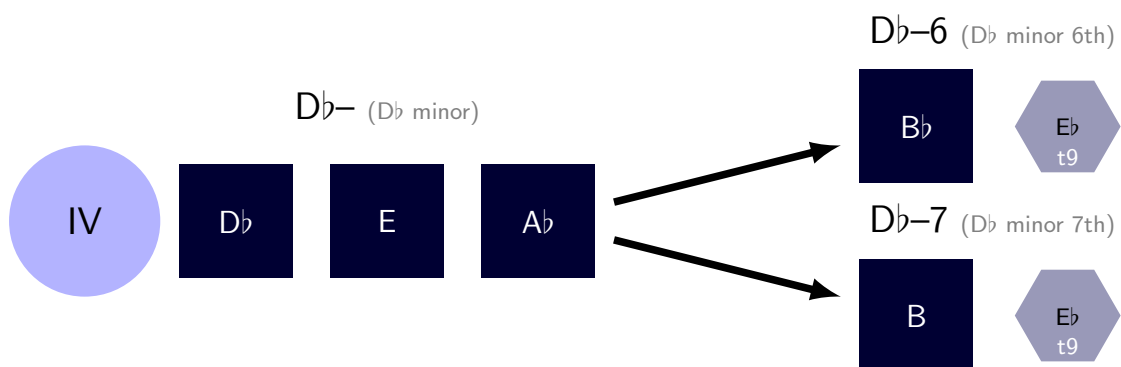 D♭–6 (D♭ minor 6th)
D♭– (D♭ minor)
B♭
E♭
t9
IV
D♭
E
A♭
D♭–7 (D♭ minor 7th)
B
E♭
t9